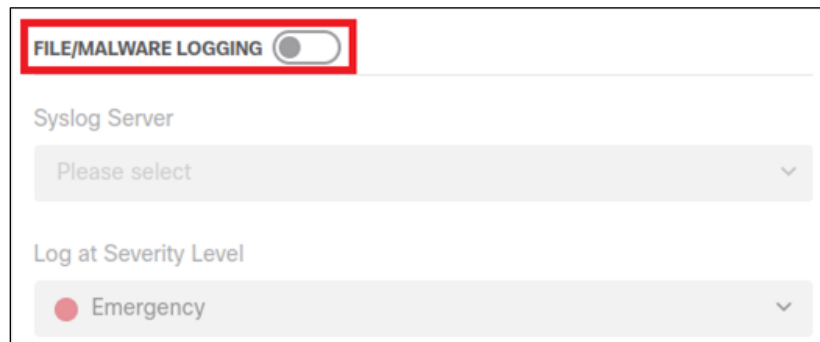 FILE/MALWARE LOGGING
Syslog Server
Please select
Log at Severity Level
Emergency